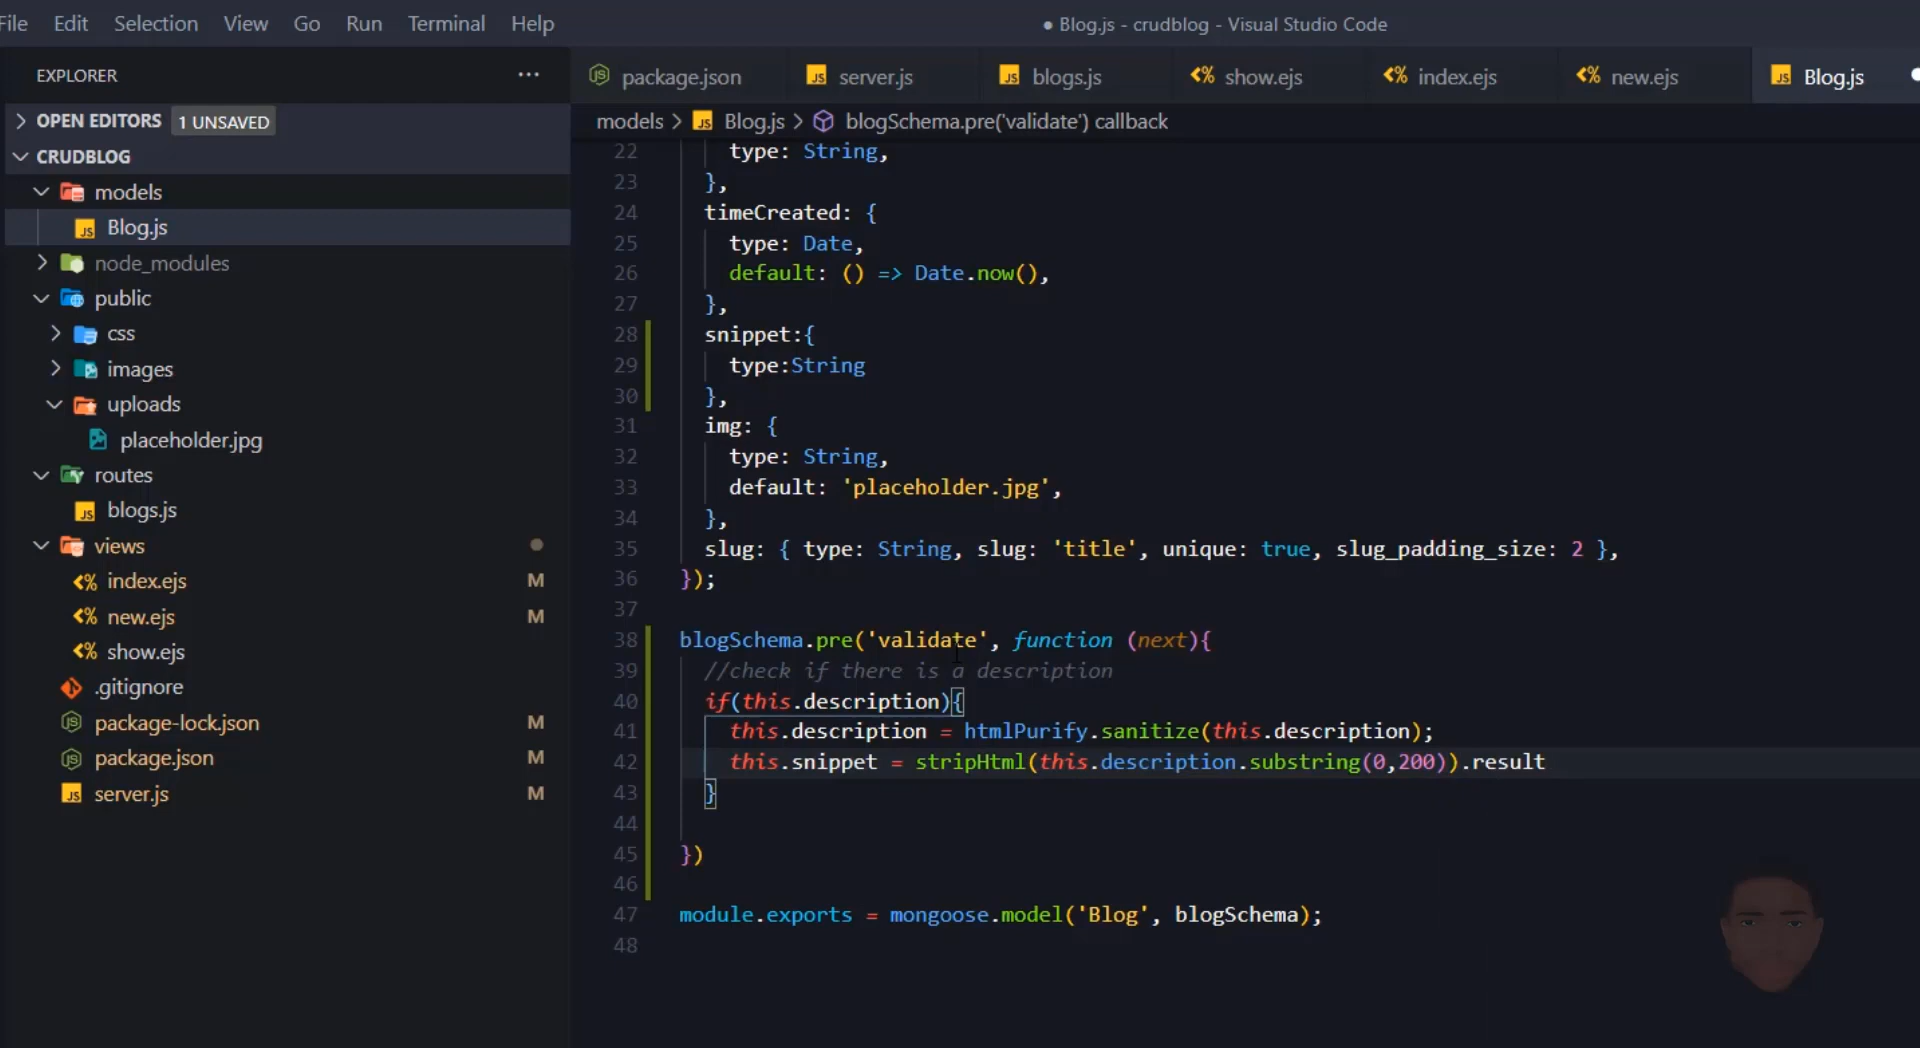 File Edit Selection View Go Run Terminal Help
● Blog.js - crudblog - Visual Studio Code
EXPLORER
···
OPEN EDITORS 1 UNSAVED
CRUDBLOG
models
Blog.js
node_modules
public
css
images
uploads
placeholder.jpg
routes
blogs.js
views
index.ejs M
new.ejs M
show.ejs
.gitignore
package-lock.json M
package.json M
server.js M
package.json server.js blogs.js show.ejs index.ejs new.ejs Blog.js
models > Blog.js > blogSchema.pre('validate') callback
22 type: String,
23 },
24 timeCreated: {
25 type: Date,
26 default: () => Date.now(),
27 },
28 snippet:{
29 type:String
30 },
31 img: {
32 type: String,
33 default: 'placeholder.jpg',
34 },
35 slug: { type: String, slug: 'title', unique: true, slug_padding_size: 2 },
36 });
37
38 blogSchema.pre('validate', function (next){
39 //check if there is a description
40 if(this.description){
41 this.description = htmlPurify.sanitize(this.description);
42 this.snippet = stripHtml(this.description.substring(0,200)).result
43 }
44
45 })
46
47 module.exports = mongoose.model('Blog', blogSchema);
48